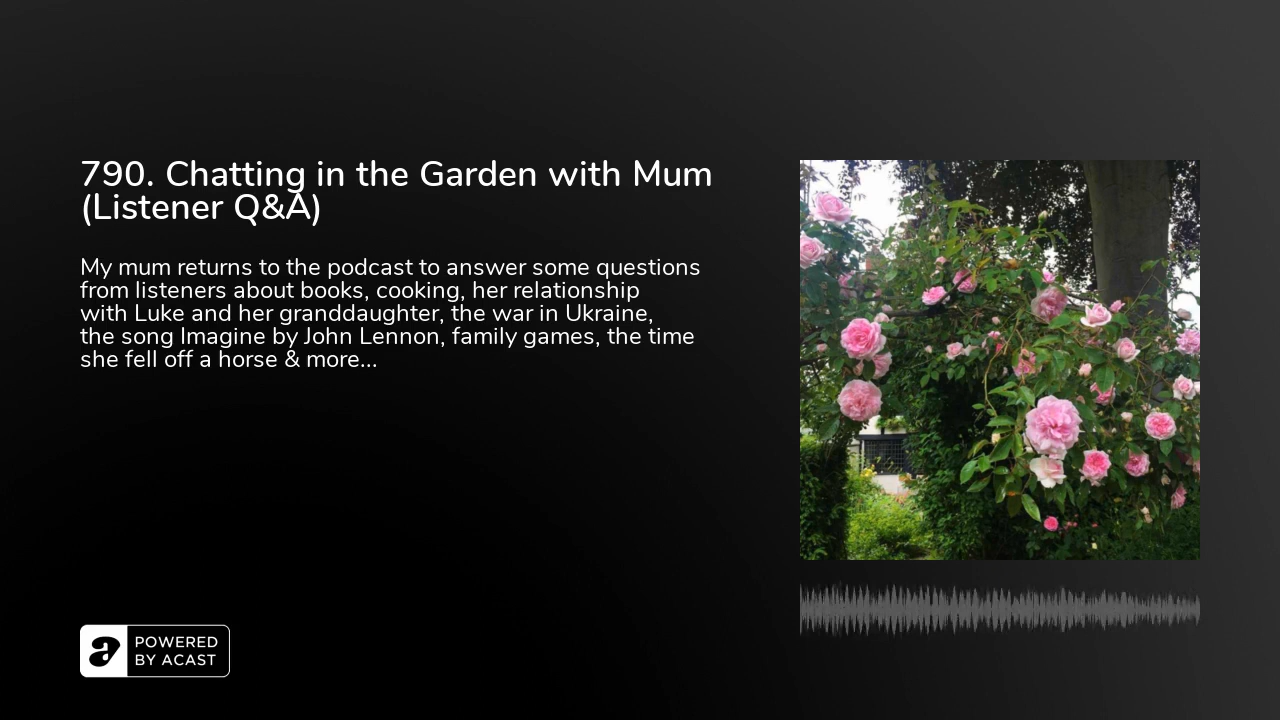 790. Chatting in the Garden with Mum
(Listener Q&A)
My mum returns to the podcast to answer some questions
from listeners about books, cooking, her relationship
with Luke and her granddaughter, the war in Ukraine,
the song Imagine by John Lennon, family games, the time
she fell off a horse & more...
a POWERED
BY ACAST